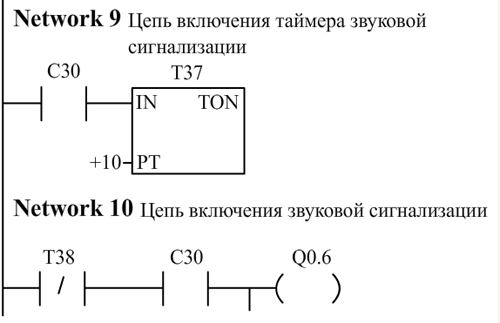 Network 9 Цепь включения таймера звуковой
сигнализации
C30 T37
IN TON
+10 PT
Network 10 Цепь включения звуковой сигнализации
T38 C30 Q0.6
/